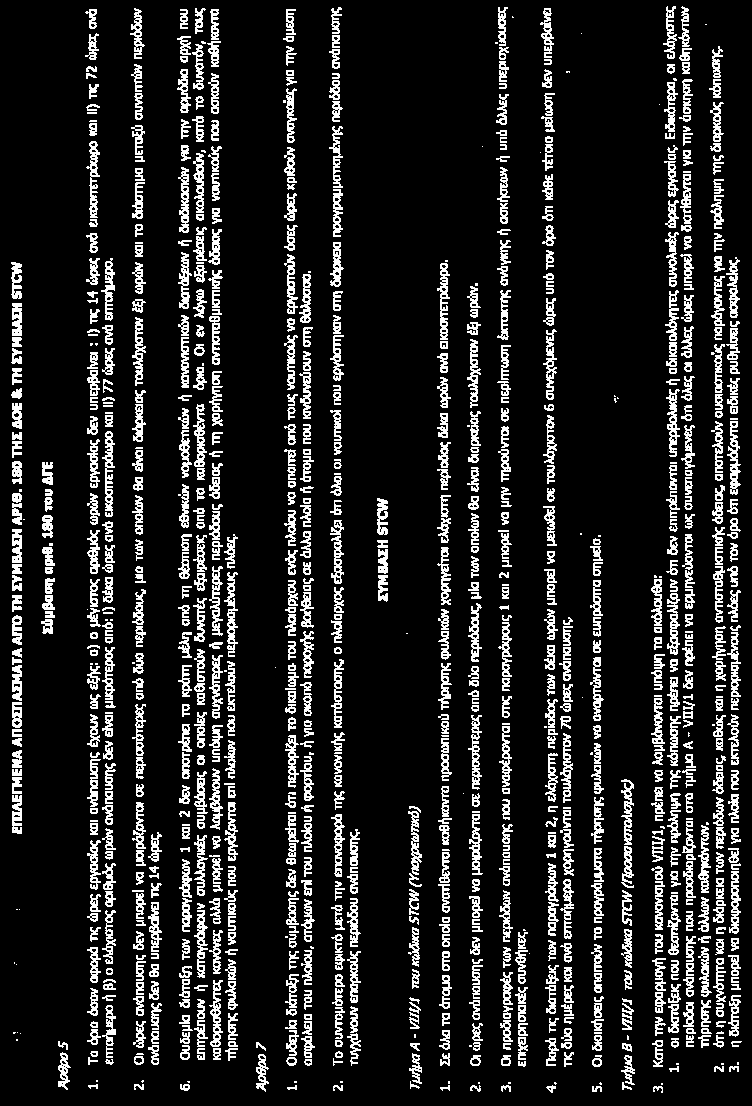 ΕΠΙΛΕΓΜΕΝΑ ΑΠΟΣΠΑΣΜΑΤΑ ΑΠΟ ΤΗ ΣΥΜΒΑΣΗ ΑΡΙΘ. 180 ΤΗΣ ΔΟΕ & ΤΗ ΣΥΜΒΑΣΗ STCW
Σύμβαση αριθ. 180 του ΔΓΕ
Άρθρο 5
1. Τα όρια όσον αφορά τις ώρες εργασίας και ανάπαυσης έχουν ως εξής: α) ο μέγιστος αριθμός ωρών εργασίας δεν υπερβαίνει : i) τις 14 ώρες ανά εικοσιτετράωρο και ii) τις 72 ώρες ανά
επταήμερο ή β) ο ελάχιστος αριθμός ωρών ανάπαυσης δεν είναι μικρότερος από: i) δέκα ώρες ανά εικοσιτετράωρο και ii) 77 ώρες ανά επταήμερο.
2. Οι ώρες ανάπαυσης δεν μπορεί να μοιράζονται σε περισσότερες από δύο περιόδους, μια των οποίων θα είναι διάρκειας τουλάχιστον έξι ωρών και το διάστημα μεταξύ συναπτών περιόδων
ανάπαυσης δεν θα υπερβαίνει τις 14 ώρες.
6. Ουδεμία διάταξη των παραγράφων 1 και 2 δεν αποτρέπει τα κράτη μέλη από τη θέσπιση εθνικών νομοθετικών ή κανονιστικών διατάξεων ή διαδικασιών για την αρμόδια αρχή που
επιτρέπουν ή καταγράφουν συλλογικές συμβάσεις οι οποίες καθιστούν δυνατές εξαιρέσεις από τα καθορισθέντα όρια. Οι εν λόγω εξαιρέσεις ακολουθούν, κατά το δυνατόν, τους
καθορισθέντες κανόνες αλλά μπορεί να λαμβάνουν υπόψη συχνότερες ή μεγαλύτερες περιόδους άδειας ή τη χορήγηση αντισταθμιστικής άδειας για ναυτικούς που ασκούν καθήκοντα
τήρησης φυλακών ή ναυτικούς που εργάζονται επί πλοίων που εκτελούν περιορισμένους πλόες.
Άρθρο 7
1. Ουδεμία διάταξη της σύμβασης δεν θεωρείται ότι περιορίζει το δικαίωμα του πλοιάρχου ενός πλοίου να απαιτεί από τους ναυτικούς να εργαστούν όσες ώρες κριθούν αναγκαίες για την άμεση
ασφάλεια του πλοίου, ατόμων επί του πλοίου ή φορτίου, ή για σκοπό παροχής βοήθειας σε άλλα πλοία ή άτομα που κινδυνεύουν στη θάλασσα.
2. Το συντομότερο εφικτό μετά την επαναφορά της κανονικής κατάστασης, ο πλοίαρχος εξασφαλίζει ότι όλοι οι ναυτικοί που εργάστηκαν στη διάρκεια προγραμματισμένης περιόδου ανάπαυσης
τυγχάνουν επαρκούς περιόδου ανάπαυσης.
ΣΥΜΒΑΣΗ STCW
Τμήμα Α – VIII/1 του κώδικα STCW (Υποχρεωτικό)
1. Σε όλα τα άτομα στα οποία ανατίθενται καθήκοντα προσωπικού τήρησης φυλακών χορηγείται ελάχιστη περίοδος δέκα ωρών ανά εικοσιτετράωρο.
2. Οι ώρες ανάπαυσης δεν μπορεί να μοιράζονται σε περισσότερες από δύο περιόδους, μία των οποίων θα είναι διαρκείας τουλάχιστον έξι ωρών.
3. Οι προδιαγραφές των περιόδων ανάπαυσης που αναφέρονται στις παραγράφους 1 και 2 μπορεί να μην τηρούνται σε περίπτωση έκτακτης ανάγκης ή ασκήσεων ή υπό άλλες υπερισχύουσες
επιχειρησιακές συνθήκες.
4. Παρά τις διατάξεις των παραγράφων 1 και 2, η ελάχιστη περίοδος των δέκα ωρών μπορεί να μειωθεί σε τουλάχιστον 6 συνεχόμενες ώρες υπό τον όρο ότι κάθε τέτοια μείωση δεν υπερβαίνει
τις δύο ημέρες και ανά επταήμερο χορηγούνται τουλάχιστον 70 ώρες ανάπαυσης.
5. Οι διοικήσεις απαιτούν τα προγράμματα τήρησης φυλακών να αναρτώνται σε ευπρόσιτα σημεία.
Τμήμα Β – VIII/1 του κώδικα STCW (Προσανατολισμός)
3. Κατά την εφαρμογή του κανονισμού VIII/1, πρέπει να λαμβάνονται υπόψη τα ακόλουθα:
1. οι διατάξεις που θεσπίζονται για την πρόληψη της κόπωσης πρέπει να εξασφαλίζουν ότι δεν επιτρέπονται υπερβολικές ή αδικαιολόγητες συνολικές ώρες εργασίας. Ειδικότερα, οι ελάχιστες
περίοδοι ανάπαυσης που προσδιορίζονται στο τμήμα Α – VIII/1 δεν πρέπει να ερμηνεύονται ως συνεπαγόμενες ότι όλες οι άλλες ώρες μπορεί να διατίθενται για την άσκηση καθηκόντων
τήρησης φυλακών ή άλλων καθηκόντων.
2. ότι η συχνότητα και η διάρκεια των περιόδων άδειας, καθώς και η χορήγηση αντισταθμιστικής άδειας, αποτελούν ουσιαστικούς παράγοντες για την πρόληψη της διαρκούς κόπωσης.
3. η διάταξη μπορεί να διαφοροποιηθεί για πλοία που εκτελούν περιορισμένους πλόες υπό τον όρο ότι εφαρμόζονται ειδικές ρυθμίσεις ασφαλείας.